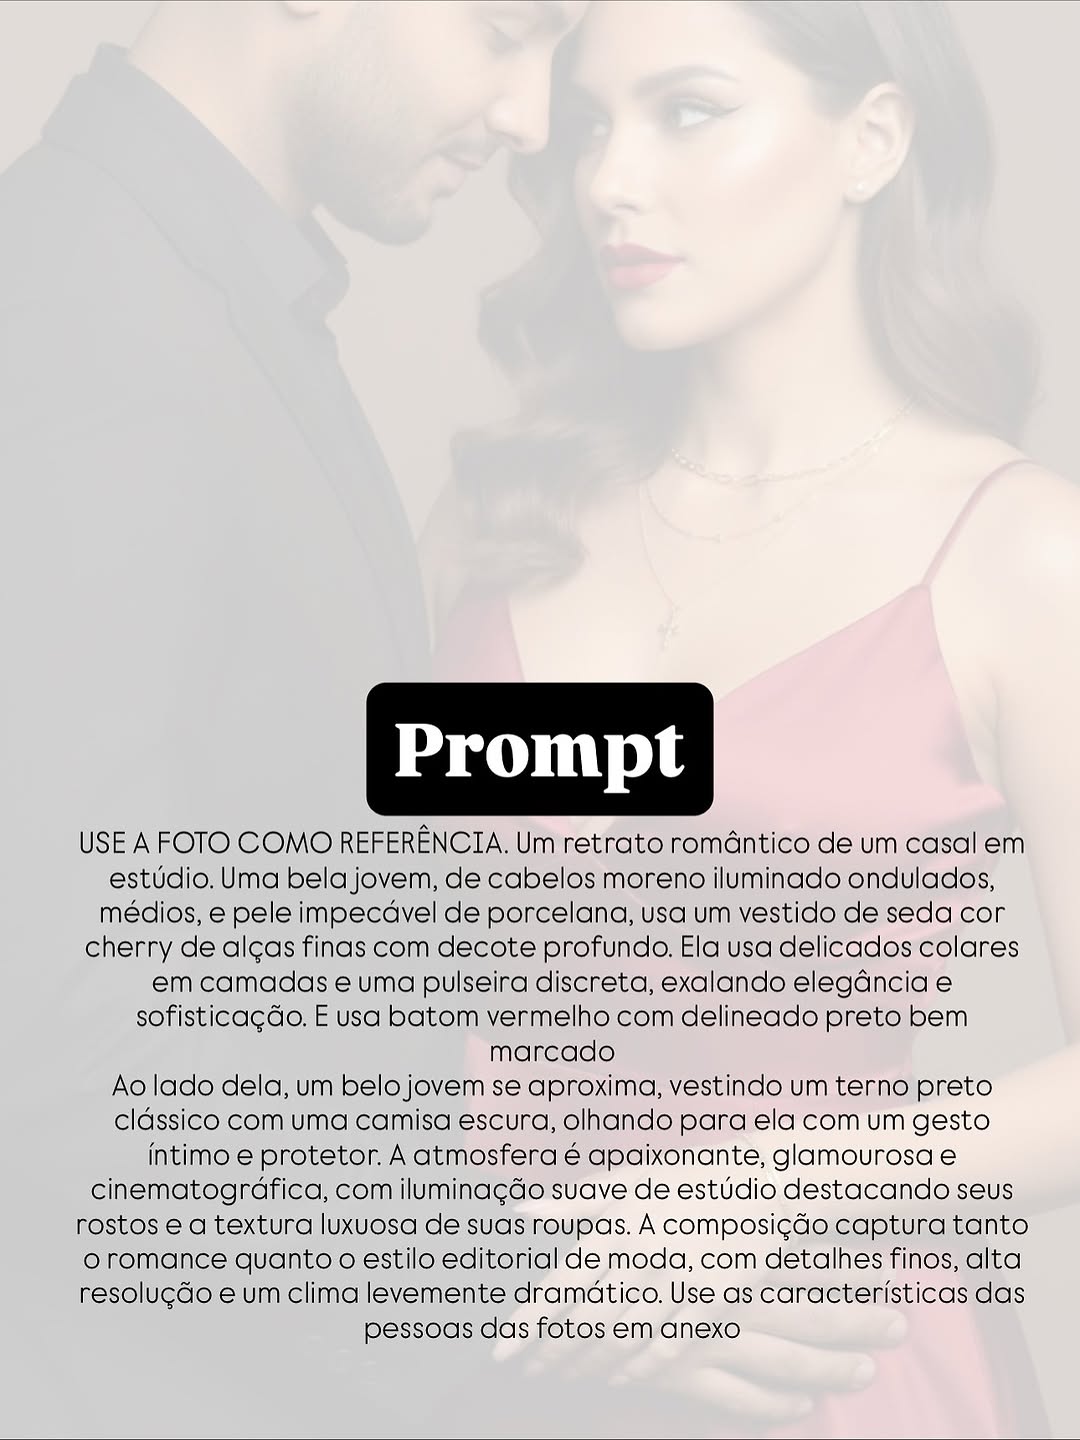 Prompt
USE A FOTO COMO REFERÊNCIA. Um retrato romântico de um casal em
estúdio. Uma bela jovem, de cabelos moreno iluminado ondulados,
médios, e pele impecável de porcelana, usa um vestido de seda cor
cherry de alças finas com decote profundo. Ela usa delicados colares
em camadas e uma pulseira discreta, exalando elegância e
sofisticação. E usa batom vermelho com delineado preto bem
marcado
Ao lado dela, um belo jovem se aproxima, vestindo um terno preto
clássico com uma camisa escura, olhando para ela com um gesto
íntimo e protetor. A atmosfera é apaixonante, glamourosa e
cinematográfica, com iluminação suave de estúdio destacando seus
rostos e a textura luxuosa de suas roupas. A composição captura tanto
o romance quanto o estilo editorial de moda, com detalhes finos, alta
resolução e um clima levemente dramático. Use as características das
pessoas das fotos em anexo